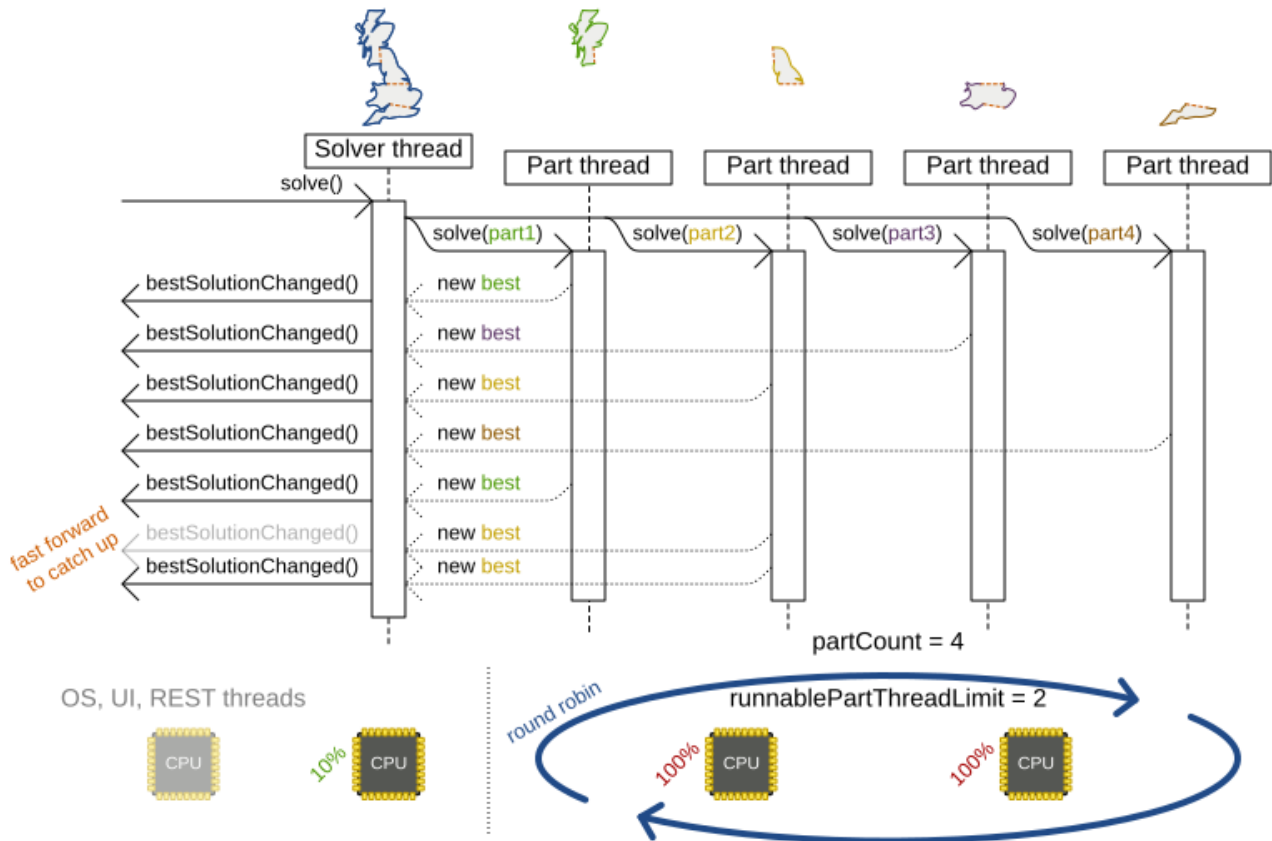 Solver thread
Part thread
Part thread
Part thread
Part thread
solve()
solve(part1)
solve(part2)
solve(part3)
solve(part4)
bestSolutionChanged()
new best
bestSolutionChanged()
new best
bestSolutionChanged()
new best
bestSolutionChanged()
new best
bestSolutionChanged()
new best
fast forward
to catch up
bestSolutionChanged()
new best
bestSolutionChanged()
new best
partCount = 4
OS, UI, REST threads
round robin
runnablePartThreadLimit = 2
CPU
10%
CPU
100%
CPU
100%
CPU